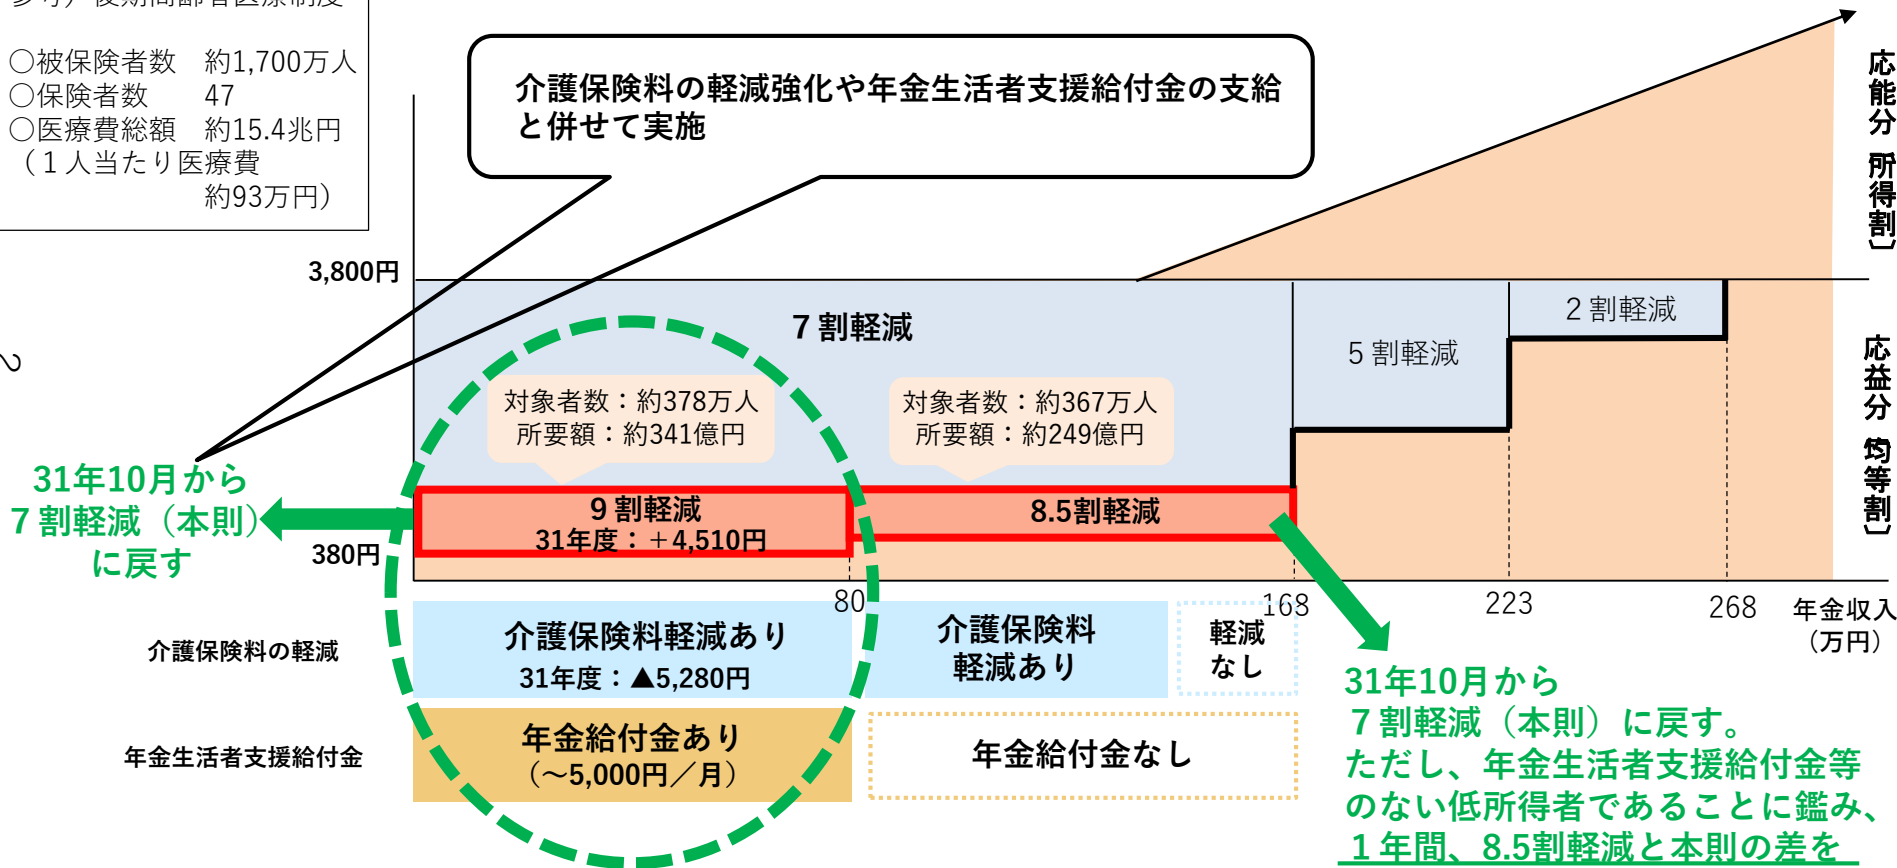 参考）後期高齢者医療制度
○被保険者数　約1,700万人
○保険者数　　47
○医療費総額　約15.4兆円
（１人当たり医療費
約93万円）
介護保険料の軽減強化や年金生活者支援給付金の支給
と併せて実施
応能分〔所得割〕
3,800円
７割軽減
５割軽減
２割軽減
応益分〔均等割〕
2
対象者数：約378万人
所要額：約341億円
対象者数：約367万人
所要額：約249億円
31年10月から
７割軽減（本則）
に戻す
９割軽減
31年度：＋4,510円
8.5割軽減
380円
80
168
223
268
年金収入
（万円）
介護保険料の軽減
介護保険料軽減あり
31年度：▲5,280円
介護保険料
軽減あり
軽減
なし
年金生活者支援給付金
年金給付金あり
（～5,000円／月）
年金給付金なし
31年10月から
７割軽減（本則）に戻す。
ただし、年金生活者支援給付金等
のない低所得者であることに鑑み、
１年間、8.5割軽減と本則の差を